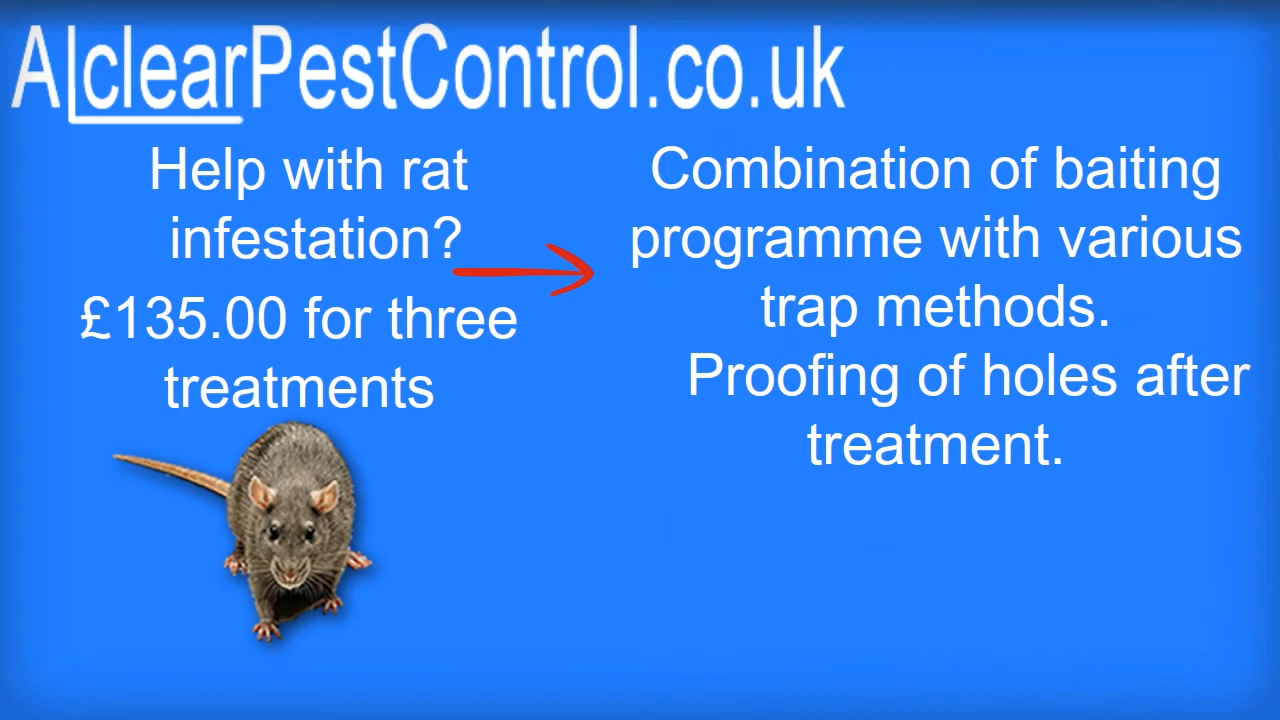 AlclearPestControl.co.uk
Help with rat
infestation?
£135.00 for three
treatments
Combination of baiting
programme with various
trap methods.
Proofing of holes after
treatment.